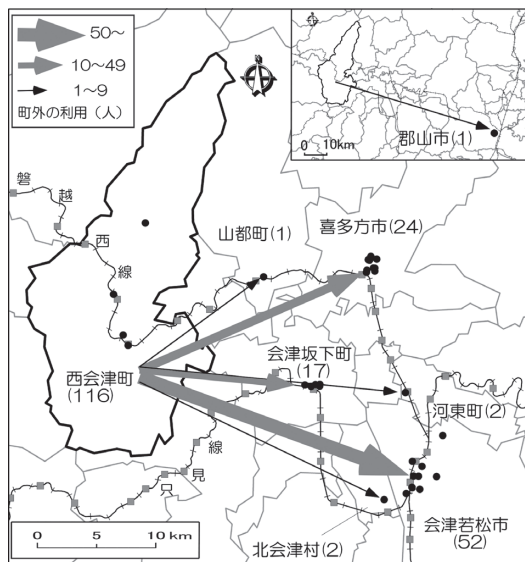 50~
10~49
1~9
町外の利用（人）
N
0 10km
郡山市(1)
磐
越
西
線
山都町(1)
喜多方市(24)
会津坂下町
(17)
西会津町
(116)
河東町(2)
線
見
只
北会津村(2)
会津若松市
(52)
0 5 10 km